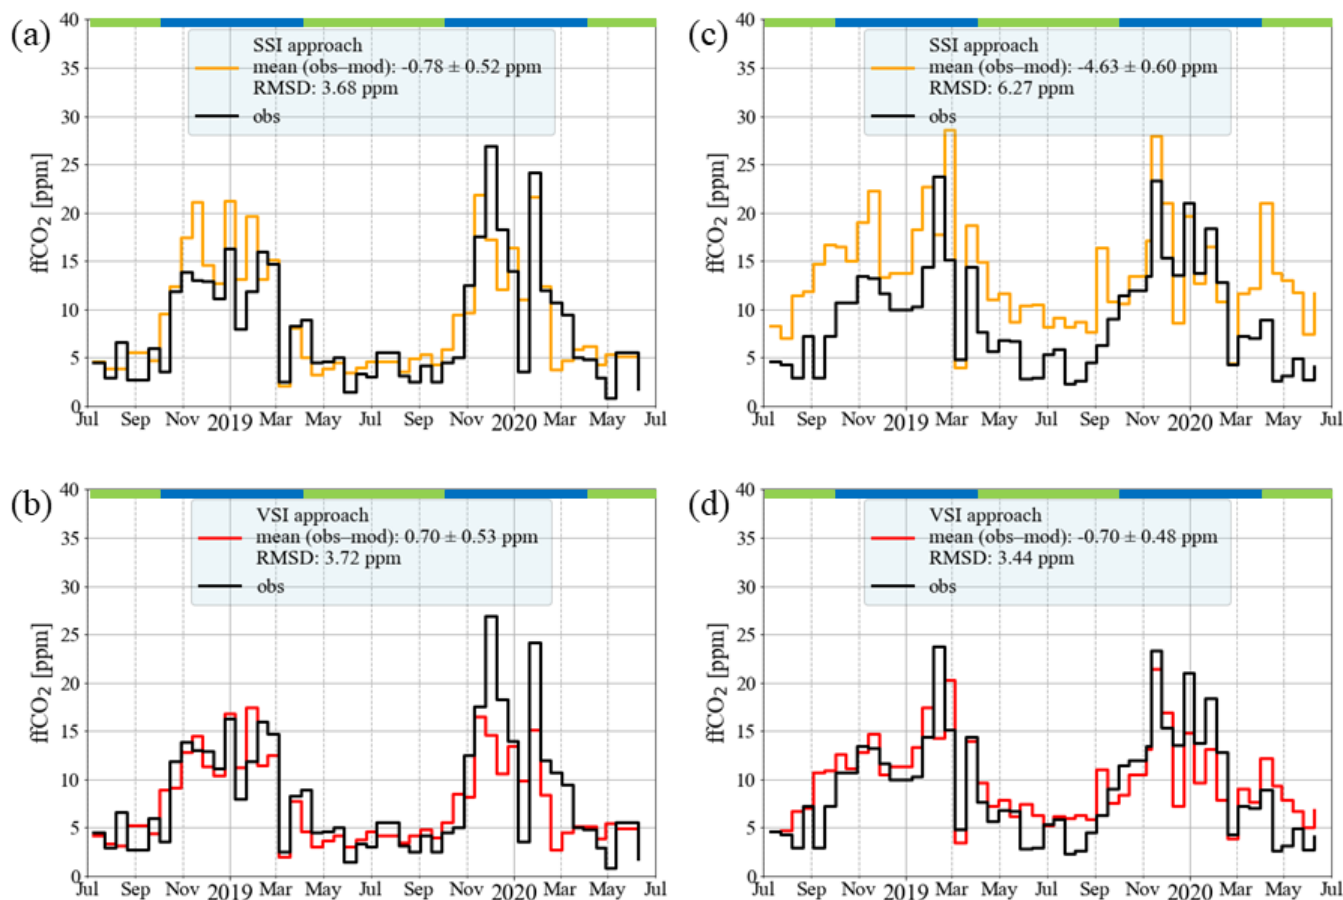 (a)
40
35
30
25
20
15
10
5
0
ffCO₂ [ppm]
SSI approach
mean (obs–mod): -0.78 ± 0.52 ppm
RMSD: 3.68 ppm
obs
Jul Sep Nov 2019 Mar May Jul Sep Nov 2020 Mar May Jul
(c)
40
35
30
25
20
15
10
5
0
ffCO₂ [ppm]
SSI approach
mean (obs–mod): -4.63 ± 0.60 ppm
RMSD: 6.27 ppm
obs
Jul Sep Nov 2019 Mar May Jul Sep Nov 2020 Mar May Jul
(b)
40
35
30
25
20
15
10
5
0
ffCO₂ [ppm]
VSI approach
mean (obs–mod): 0.70 ± 0.53 ppm
RMSD: 3.72 ppm
obs
Jul Sep Nov 2019 Mar May Jul Sep Nov 2020 Mar May Jul
(d)
40
35
30
25
20
15
10
5
0
ffCO₂ [ppm]
VSI approach
mean (obs–mod): -0.70 ± 0.48 ppm
RMSD: 3.44 ppm
obs
Jul Sep Nov 2019 Mar May Jul Sep Nov 2020 Mar May Jul